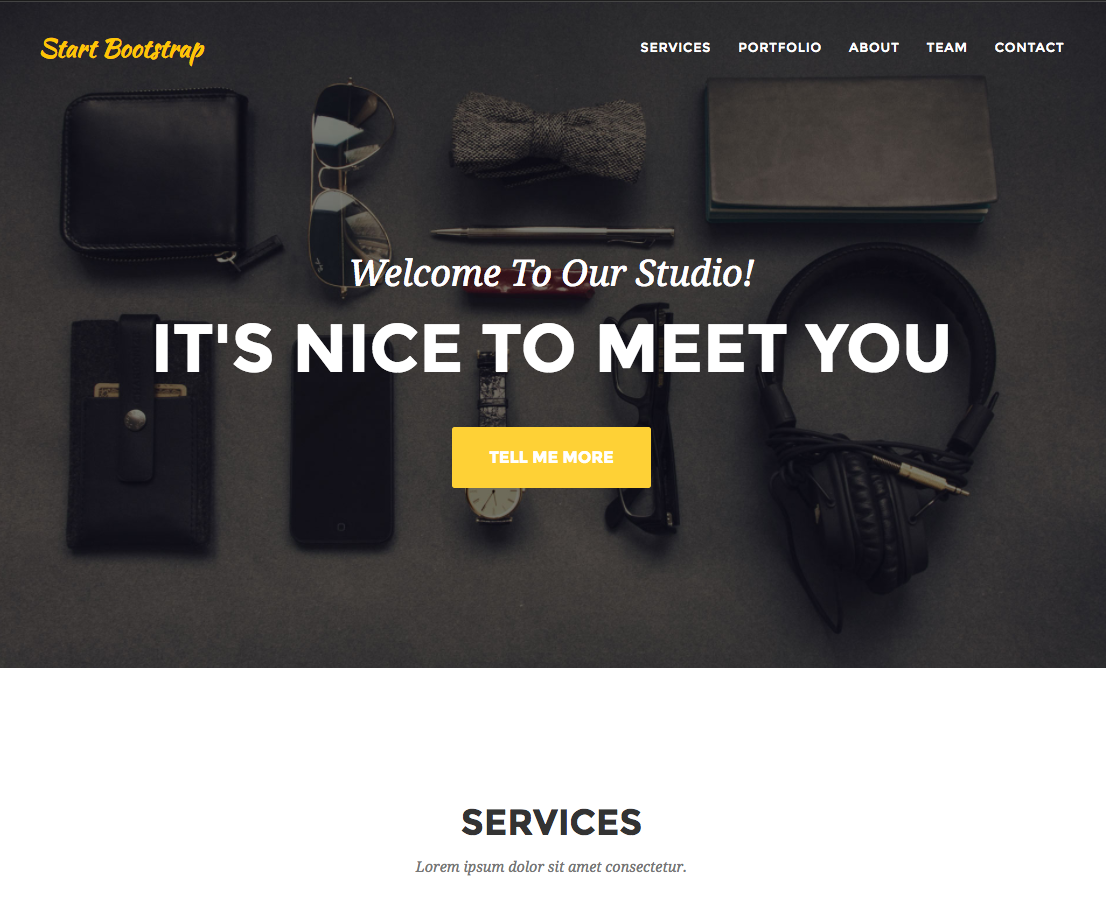 Start Bootstrap
SERVICES PORTFOLIO ABOUT TEAM CONTACT
Welcome To Our Studio!
IT'S NICE TO MEET YOU
TELL ME MORE
SERVICES
Lorem ipsum dolor sit amet consectetur.